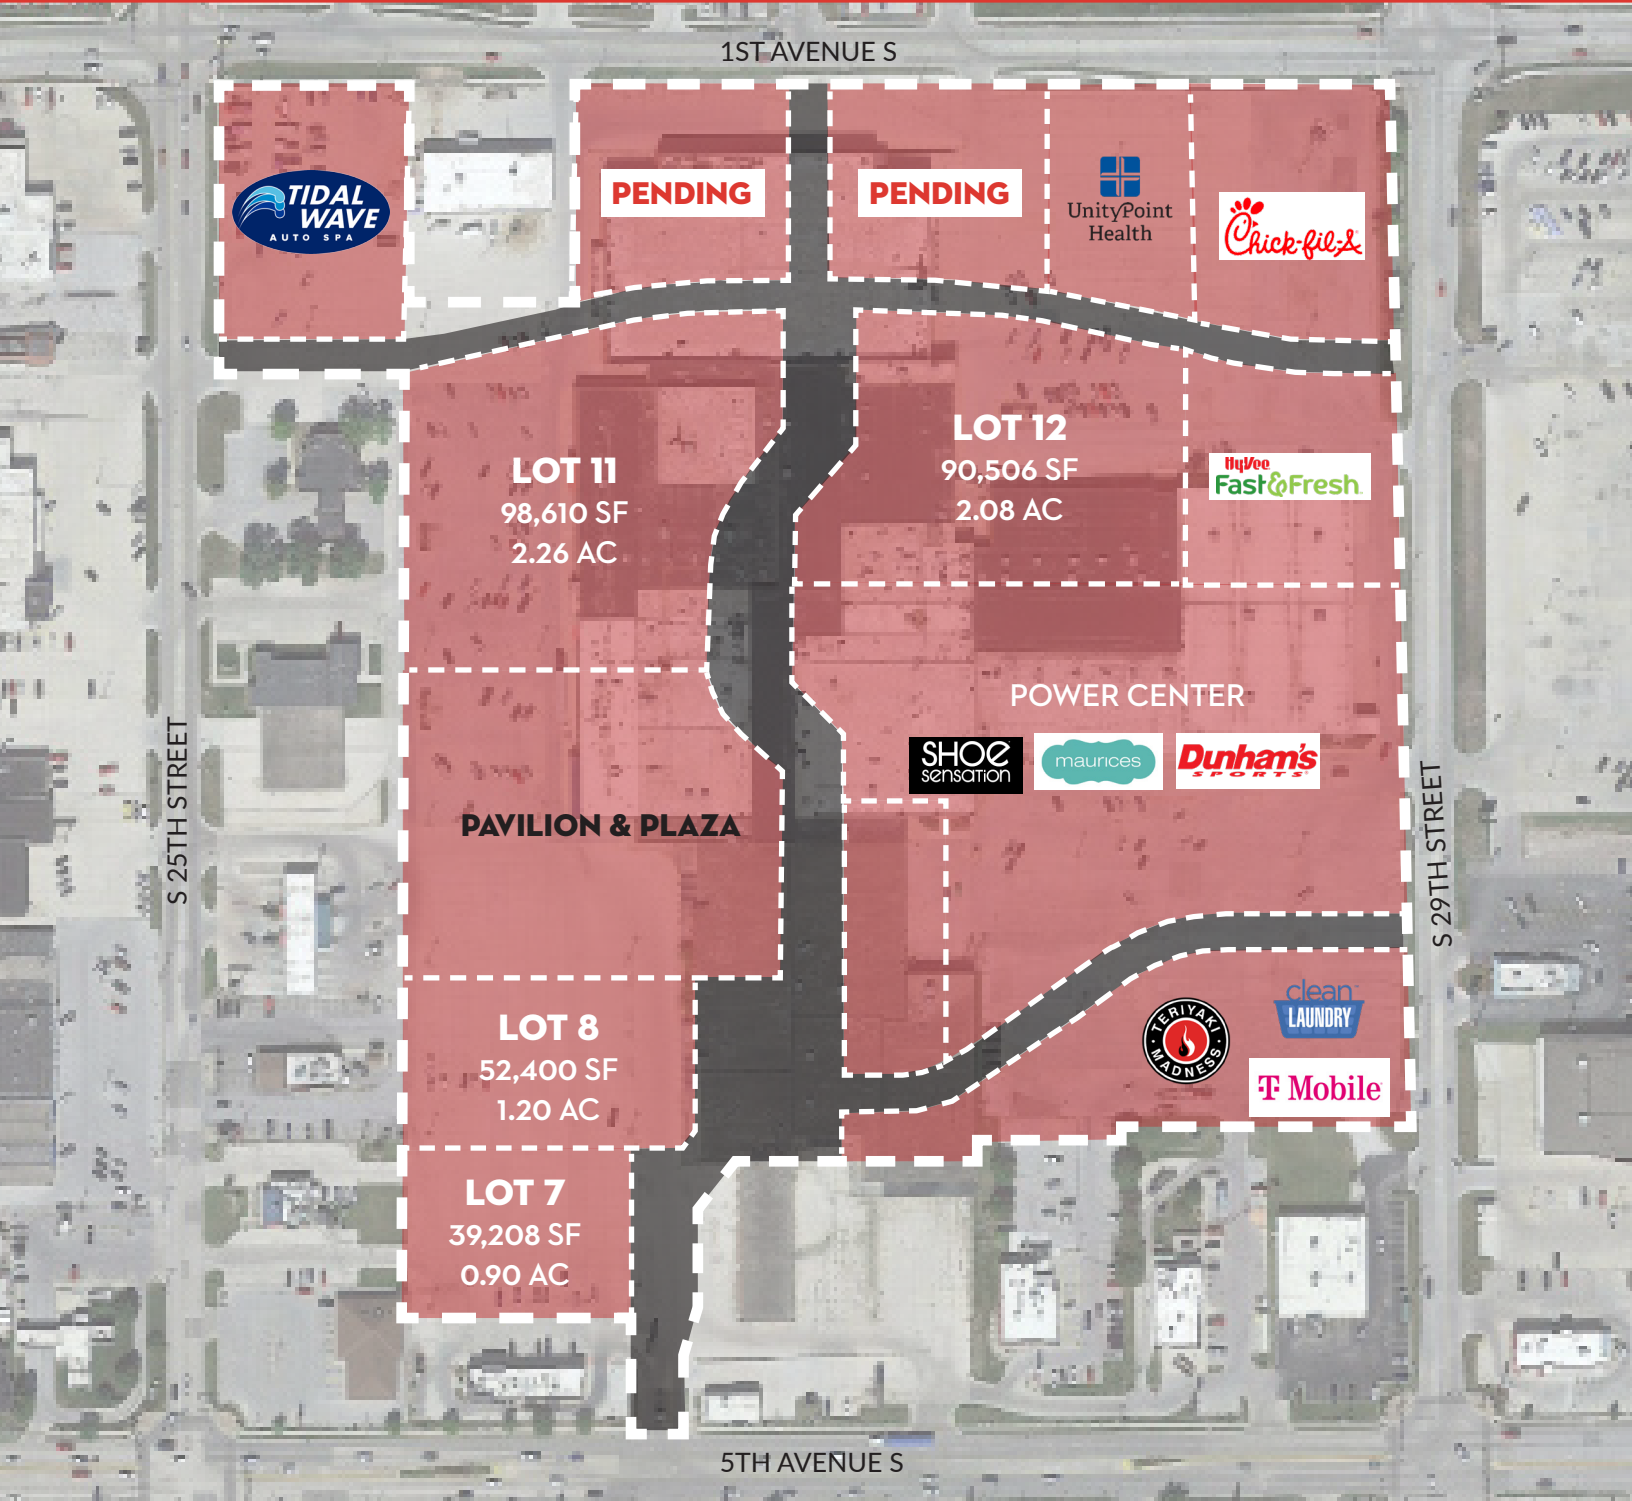 1ST AVENUE S
TIDAL
WAVE
AUTO SPA
PENDING
PENDING
UnityPoint
Health
Chick-fil-A
LOT 11
98,610 SF
2.26 AC
LOT 12
90,506 SF
2.08 AC
HyVee
Fast&Fresh
S 25TH STREET
POWER CENTER
SHOE
sensation
maurices
Dunham's
SPORTS
PAVILION & PLAZA
S 29TH STREET
LOT 8
52,400 SF
1.20 AC
TERIYAKI
MADNESS
clean
LAUNDRY
T Mobile
LOT 7
39,208 SF
0.90 AC
5TH AVENUE S